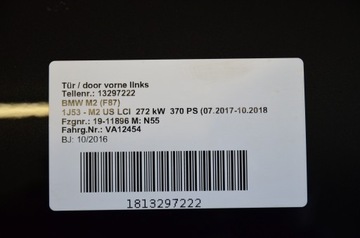 Tür / door vorne links
Teilenr.: 13297222
BMW M2 (F87)
1J53 - M2 US LCI 272 kW 370 PS (07.2017-10.2018
Fzgnr.: 19-11896 M: N55
Fahrg.Nr.: VA12454
BJ: 10/2016
1813297222